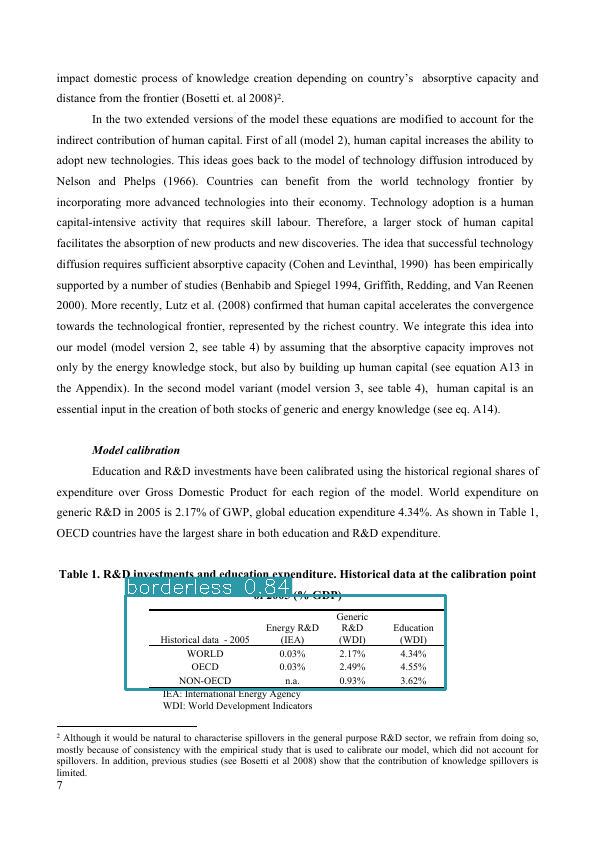 impact domestic process of knowledge creation depending on country's absorptive capacity and
distance from the frontier (Bosetti et. al 2008)².
In the two extended versions of the model these equations are modified to account for the
indirect contribution of human capital. First of all (model 2), human capital increases the ability to
adopt new technologies. This ideas goes back to the model of technology diffusion introduced by
Nelson and Phelps (1966). Countries can benefit from the world technology frontier by
incorporating more advanced technologies into their economy. Technology adoption is a human
capital-intensive activity that requires skill labour. Therefore, a larger stock of human capital
facilitates the absorption of new products and new discoveries. The idea that successful technology
diffusion requires sufficient absorptive capacity (Cohen and Levinthal, 1990) has been empirically
supported by a number of studies (Benhabib and Spiegel 1994, Griffith, Redding, and Van Reenen
2000). More recently, Lutz et al. (2008) confirmed that human capital accelerates the convergence
towards the technological frontier, represented by the richest country. We integrate this idea into
our model (model version 2, see table 4) by assuming that the absorptive capacity improves not
only by the energy knowledge stock, but also by building up human capital (see equation A13 in
the Appendix). In the second model variant (model version 3, see table 4), human capital is an
essential input in the creation of both stocks of generic and energy knowledge (see eq. A14).
Model calibration
Education and R&D investments have been calibrated using the historical regional shares of
expenditure over Gross Domestic Product for each region of the model. World expenditure on
generic R&D in 2005 is 2.17% of GWP, global education expenditure 4.34%. As shown in Table 1,
OECD countries have the largest share in both education and R&D expenditure.
Table 1. R&D investments and education expenditure. Historical data at the calibration point
borderless 0.84
of 2005 (% GDP)
Historical data - 2005 Energy R&D (IEA) Generic R&D (WDI) Education (WDI)
WORLD 0.03% 2.17% 4.34%
OECD 0.03% 2.49% 4.55%
NON-OECD n.a. 0.93% 3.62%
IEA: International Energy Agency
WDI: World Development Indicators
² Although it would be natural to characterise spillovers in the general purpose R&D sector, we refrain from doing so,
mostly because of consistency with the empirical study that is used to calibrate our model, which did not account for
spillovers. In addition, previous studies (see Bosetti et al 2008) show that the contribution of knowledge spillovers is
limited.
7